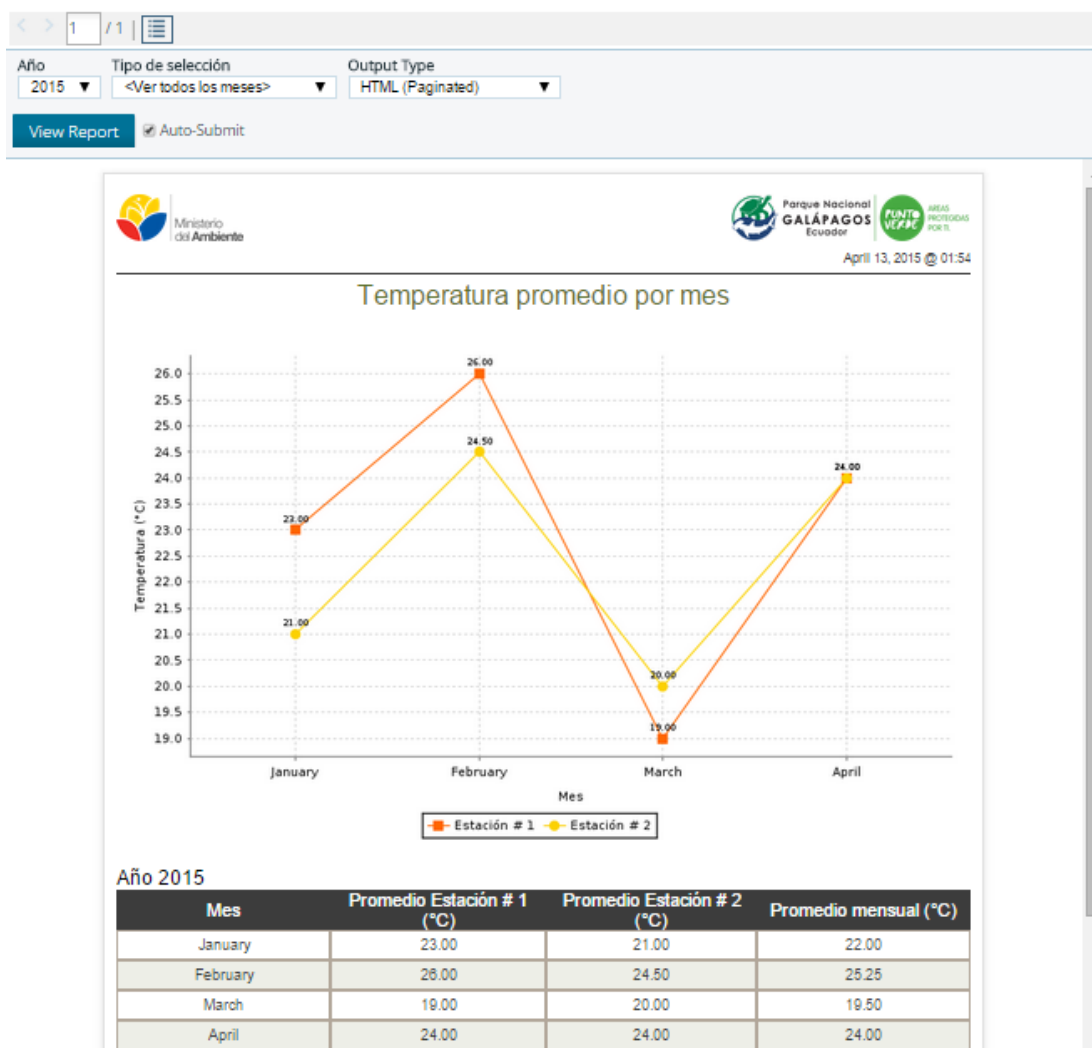 1 / 1 |
Año Tipo de selección Output Type
2015 <Ver todos los meses> HTML (Paginated)
View Report Auto-Submit
Ministerio
del Ambiente
Parque Nacional
GALÁPAGOS
Ecuador
PUNTO
VERDE
AREAS
PROTEGIDAS
POR TI.
April 13, 2015 @ 01:54
Temperatura promedio por mes
Temperatura (°C)
26.0
25.5
25.0
24.5
24.0
23.5
23.0
22.5
22.0
21.5
21.0
20.5
20.0
19.5
19.0
26.00
24.50
24.00
23.00
21.00
20.00
19.00
January February March April
Mes
Estación # 1 Estación # 2
Año 2015
Mes Promedio Estación # 1 (°C) Promedio Estación # 2 (°C) Promedio mensual (°C)
January 23.00 21.00 22.00
February 26.00 24.50 25.25
March 19.00 20.00 19.50
April 24.00 24.00 24.00